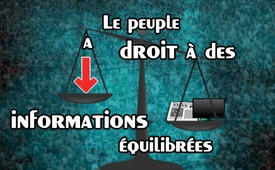 Le peuple
a
droit à des
informations
équilibrées